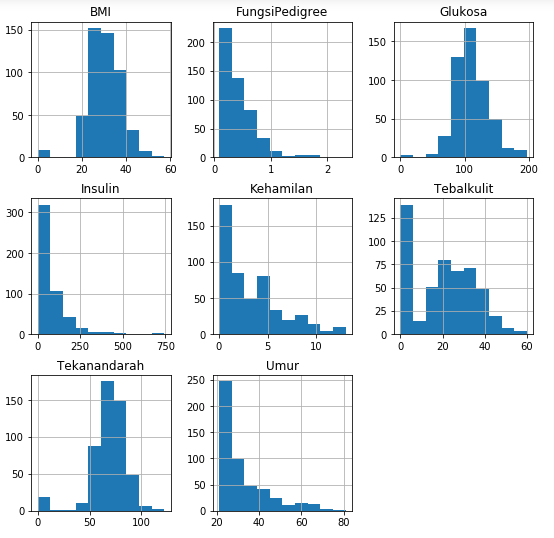 BMI
FungsiPedigree
Glukosa
150
100
50
0
0 20 40 60
200
150
100
50
0
0 1 2
150
100
50
0
0 100 200
Insulin
Kehamilan
Tebalkulit
300
200
100
0
0 250 500 750
150
100
50
0
0 5 10
125
100
75
50
25
0
0 20 40 60
Tekanandarah
Umur
150
100
50
0
0 50 100
250
200
150
100
50
0
20 40 60 80